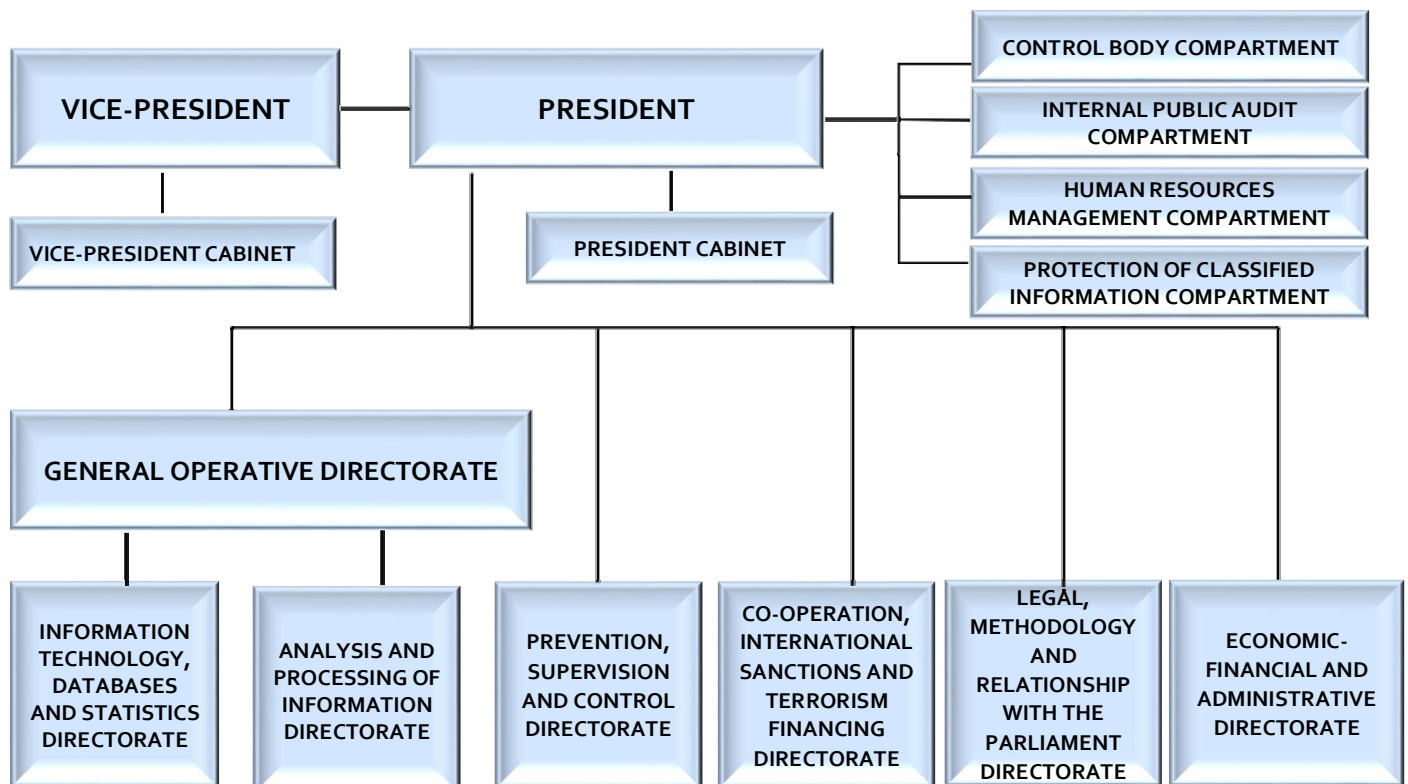 CONTROL BODY COMPARTMENT
VICE-PRESIDENT
PRESIDENT
INTERNAL PUBLIC AUDIT
COMPARTMENT
HUMAN RESOURCES
MANAGEMENT COMPARTMENT
VICE-PRESIDENT CABINET
PRESIDENT CABINET
PROTECTION OF CLASSIFIED
INFORMATION COMPARTMENT
GENERAL OPERATIVE DIRECTORATE
INFORMATION
TECHNOLOGY,
DATABASES
AND STATISTICS
DIRECTORATE
ANALYSIS AND
PROCESSING OF
INFORMATION
DIRECTORATE
PREVENTION,
SUPERVISION
AND CONTROL
DIRECTORATE
CO-OPERATION,
INTERNATIONAL
SANCTIONS AND
TERRORISM
FINANCING
DIRECTORATE
LEGAL,
METHODOLOGY
AND
RELATIONSHIP
WITH THE
PARLIAMENT
DIRECTORATE
ECONOMIC-
FINANCIAL AND
ADMINISTRATIVE
DIRECTORATE